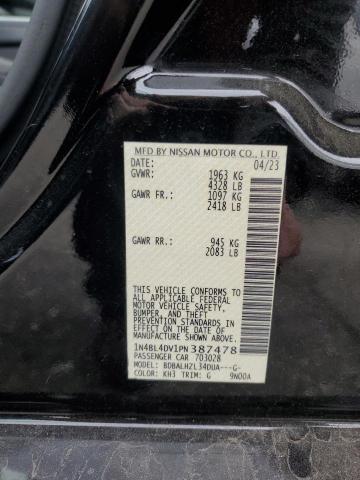 MFD BY NISSAN MOTOR CO., LTD
DATE: 04/23
GVWR: 1963 KG
4328 LB
GAWR FR.: 1097 KG
2418 LB
GAWR RR.: 945 KG
2083 LB
THIS VEHICLE CONFORMS TO ALL
APPLICABLE FEDERAL MOTOR
VEHICLE SAFETY STANDARDS,
BUMPER, AND THEFT STANDARDS
IN EFFECT ON THE DATE OF
MANUFACTURE SHOWN ABOVE.
1N4BL4DV1PN387478
PASSENGER CAR 703028
MODEL: BDBALHZL34DUA---G-
COLOR: KH3 TRIM: G 9N00A